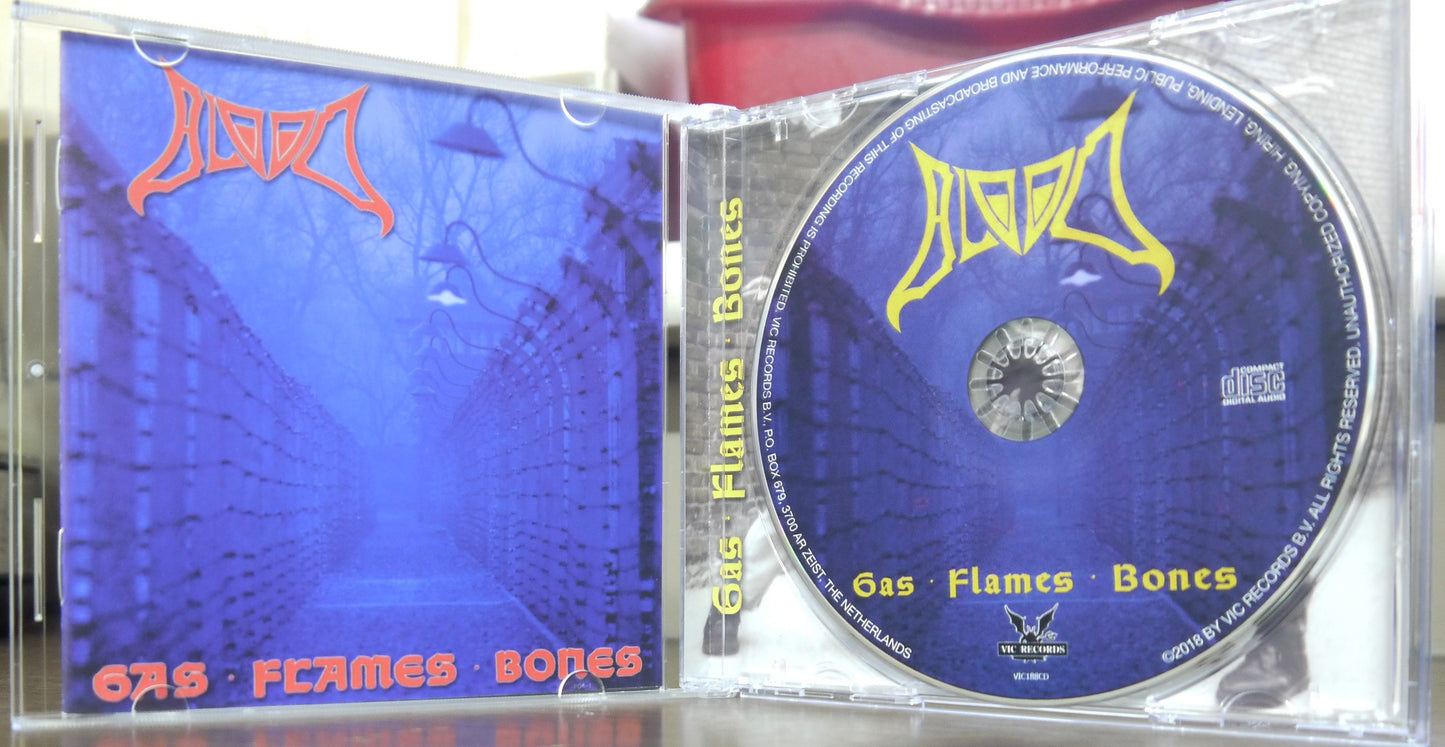 BLOOD
GAS · FLAMES · BONES
Gas · Flames · Bones
BLOOD
COMPACT
disc
DIGITAL AUDIO
Gas · Flames · Bones
VIC RECORDS
VIC188CD
©2018 BY VIC RECORDS B.V. ALL RIGHTS RESERVED. UNAUTHORIZED COPYING, HIRING, LENDING, PUBLIC PERFORMANCE AND BROADCASTING OF THIS RECORDING IS PROHIBITED. VIC RECORDS B.V., P.O. BOX 679, 3700 AR ZEIST, THE NETHERLANDS